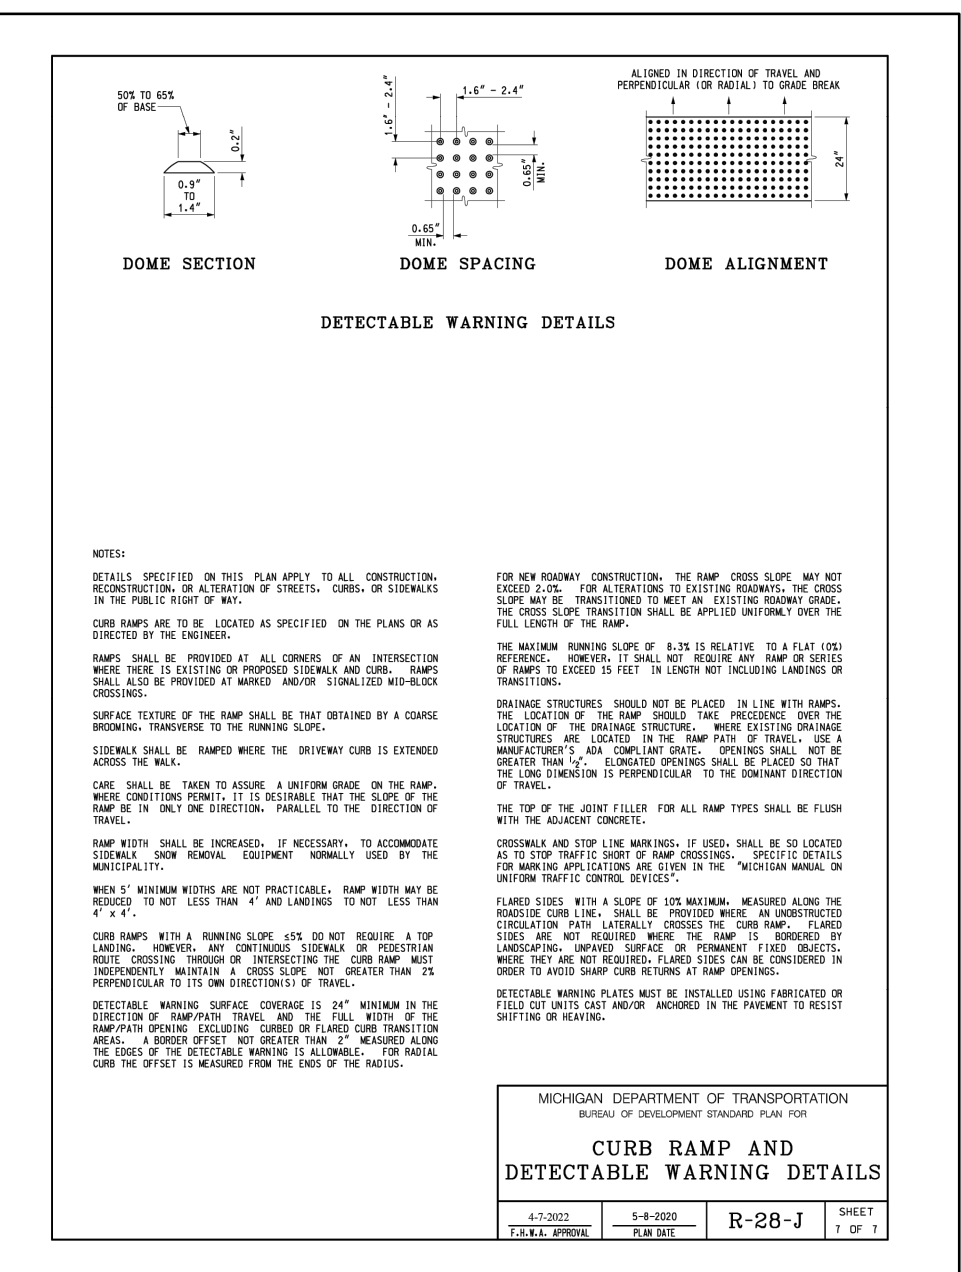 50% TO 65%
OF BASE
0.2"
0.9"
TO
1.4"
DOME SECTION
1.6" - 2.4"
1.6" - 2.4"
0.65"
MIN.
0.65"
MIN.
DOME SPACING
ALIGNED IN DIRECTION OF TRAVEL AND
PERPENDICULAR (OR RADIAL) TO GRADE BREAK
24"
DOME ALIGNMENT
DETECTABLE WARNING DETAILS
NOTES:
DETAILS SPECIFIED ON THIS PLAN APPLY TO ALL CONSTRUCTION,
RECONSTRUCTION, OR ALTERATION OF STREETS, CURBS, OR SIDEWALKS
IN THE PUBLIC RIGHT OF WAY.
CURB RAMPS ARE TO BE LOCATED AS SPECIFIED ON THE PLANS OR AS
DIRECTED BY THE ENGINEER.
RAMPS SHALL BE PROVIDED AT ALL CORNERS OF AN INTERSECTION
WHERE THERE IS EXISTING OR PROPOSED SIDEWALK AND CURB. RAMPS
SHALL ALSO BE PROVIDED AT MARKED AND/OR SIGNALIZED MID-BLOCK
CROSSINGS.
SURFACE TEXTURE OF THE RAMP SHALL BE THAT OBTAINED BY A COARSE
BROOMING, TRANSVERSE TO THE RUNNING SLOPE.
SIDEWALK SHALL BE RAMPED WHERE THE DRIVEWAY CURB IS EXTENDED
ACROSS THE WALK.
CARE SHALL BE TAKEN TO ASSURE A UNIFORM GRADE ON THE RAMP.
WHERE CONDITIONS PERMIT, IT IS DESIRABLE THAT THE SLOPE OF THE
RAMP BE IN ONLY ONE DIRECTION, PARALLEL TO THE DIRECTION OF
TRAVEL.
RAMP WIDTH SHALL BE INCREASED, IF NECESSARY, TO ACCOMMODATE
SIDEWALK SNOW REMOVAL EQUIPMENT NORMALLY USED BY THE
MUNICIPALITY.
WHEN 5' MINIMUM WIDTHS ARE NOT PRACTICABLE, RAMP WIDTH MAY BE
REDUCED TO NOT LESS THAN 4' AND LANDINGS TO NOT LESS THAN
4' x 4'.
CURB RAMPS WITH A RUNNING SLOPE ≤5% DO NOT REQUIRE A TOP
LANDING. HOWEVER, ANY CONTINUOUS SIDEWALK OR PEDESTRIAN
ROUTE CROSSING THROUGH OR INTERSECTING THE CURB RAMP MUST
INDEPENDENTLY MAINTAIN A CROSS SLOPE NOT GREATER THAN 2%
PERPENDICULAR TO ITS OWN DIRECTION(S) OF TRAVEL.
DETECTABLE WARNING SURFACE COVERAGE IS 24" MINIMUM IN THE
DIRECTION OF RAMP/PATH TRAVEL AND THE FULL WIDTH OF THE
RAMP/PATH OPENING EXCLUDING CURBED OR FLARED CURB TRANSITION
AREAS. A BORDER OFFSET NOT GREATER THAN 2" MEASURED ALONG
THE EDGES OF THE DETECTABLE WARNING IS ALLOWABLE. FOR RADIAL
CURB THE OFFSET IS MEASURED FROM THE ENDS OF THE RADIUS.
FOR NEW ROADWAY CONSTRUCTION, THE RAMP CROSS SLOPE MAY NOT
EXCEED 2.0%. FOR ALTERATIONS TO EXISTING ROADWAYS, THE CROSS
SLOPE MAY BE TRANSITIONED TO MEET AN EXISTING ROADWAY GRADE.
THE CROSS SLOPE TRANSITION SHALL BE APPLIED UNIFORMLY OVER THE
FULL LENGTH OF THE RAMP.
THE MAXIMUM RUNNING SLOPE OF 8.3% IS RELATIVE TO A FLAT (0%)
REFERENCE. HOWEVER, IT SHALL NOT REQUIRE ANY RAMP OR SERIES
OF RAMPS TO EXCEED 15 FEET IN LENGTH NOT INCLUDING LANDINGS OR
TRANSITIONS.
DRAINAGE STRUCTURES SHOULD NOT BE PLACED IN LINE WITH RAMPS.
THE LOCATION OF THE RAMP SHOULD TAKE PRECEDENCE OVER THE
LOCATION OF THE DRAINAGE STRUCTURE. WHERE EXISTING DRAINAGE
STRUCTURES ARE LOCATED IN THE RAMP PATH OF TRAVEL, USE A
MANUFACTURER'S ADA COMPLIANT GRATE. OPENINGS SHALL NOT BE
GREATER THAN 1/2". ELONGATED OPENINGS SHALL BE PLACED SO THAT
THE LONG DIMENSION IS PERPENDICULAR TO THE DOMINANT DIRECTION
OF TRAVEL.
THE TOP OF THE JOINT FILLER FOR ALL RAMP TYPES SHALL BE FLUSH
WITH THE ADJACENT CONCRETE.
CROSSWALK AND STOP LINE MARKINGS, IF USED, SHALL BE SO LOCATED
AS TO STOP TRAFFIC SHORT OF RAMP CROSSINGS. SPECIFIC DETAILS
FOR MARKING APPLICATIONS ARE GIVEN IN THE "MICHIGAN MANUAL ON
UNIFORM TRAFFIC CONTROL DEVICES".
FLARED SIDES WITH A SLOPE OF 10% MAXIMUM, MEASURED ALONG THE
ROADSIDE CURB LINE, SHALL BE PROVIDED WHERE AN UNOBSTRUCTED
CIRCULATION PATH LATERALLY CROSSES THE CURB RAMP. FLARED
SIDES ARE NOT REQUIRED WHERE THE RAMP IS BORDERED BY
LANDSCAPING, UNPAVED SURFACE OR PERMANENT FIXED OBJECTS.
WHERE THEY ARE NOT REQUIRED, FLARED SIDES CAN BE CONSIDERED IN
ORDER TO AVOID SHARP CURB RETURNS AT RAMP OPENINGS.
DETECTABLE WARNING PLATES MUST BE INSTALLED USING FABRICATED OR
FIELD CUT UNITS CAST AND/OR ANCHORED IN THE PAVEMENT TO RESIST
SHIFTING OR HEAVING.
MICHIGAN DEPARTMENT OF TRANSPORTATION
BUREAU OF DEVELOPMENT STANDARD PLAN FOR
CURB RAMP AND
DETECTABLE WARNING DETAILS
4-7-2022
F.H.W.A. APPROVAL
5-8-2020
PLAN DATE
R-28-J
SHEET
7 OF 7